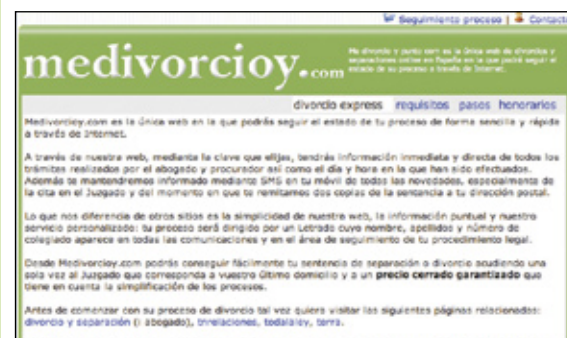 Seguimiento proceso | Contacto
medivorcioy.com
Me divorcio y punto com es la única web de divorcios y
separaciones online en España en la que podrá seguir el
estado de su proceso a través de Internet.
divorcio express requisitos pasos honorarios
Medivorcioy.com es la única web en la que podrás seguir el estado de tu proceso de forma sencilla y rápida
a través de Internet.
A través de nuestra web, mediante la clave que elijas, tendrás información inmediata y directa de todos los
trámites realizados por el abogado y procurador así como el día y hora en la que han sido efectuados.
Además te mantendremos informado mediante SMS en tu móvil de todas las novedades, especialmente de
la cita en el Juzgado y del momento en que te remitamos dos copias de la sentencia a tu dirección postal.
Lo que nos diferencia de otros sitios es la simplicidad de nuestra web, la información puntual y nuestro
servicio personalizado: tu proceso será dirigido por un Letrado cuyo nombre, apellidos y número de
colegiado aparece en todas las comunicaciones y en el área de seguimiento de tu procedimiento legal.
Desde Medivorcioy.com podrás conseguir fácilmente tu sentencia de separación o divorcio acudiendo una
sola vez al Juzgado que corresponda a vuestro último domicilio y a un precio cerrado garantizado que
tiene en cuenta la simplificación de los procesos.
Antes de comenzar con su proceso de divorcio tal vez quiera visitar las siguientes páginas relacionadas:
divorcio y separación (i abogado), tnrelaciones, todalaley, terra.